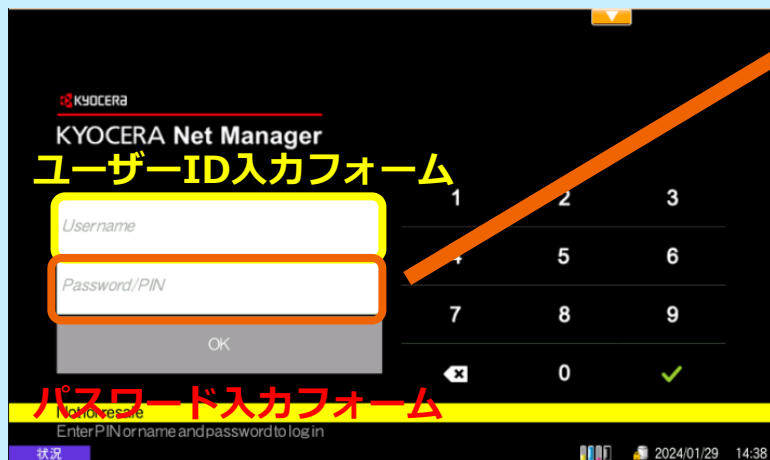 KYOCERA
KYOCERA Net Manager
ユーザーID入力フォーム
Username
Password/PIN
OK
1 2 3
4 5 6
7 8 9
0
パスワード入力フォーム
Not for resale
Enter PIN or name and password to log in
状況 2024/01/29 14:38